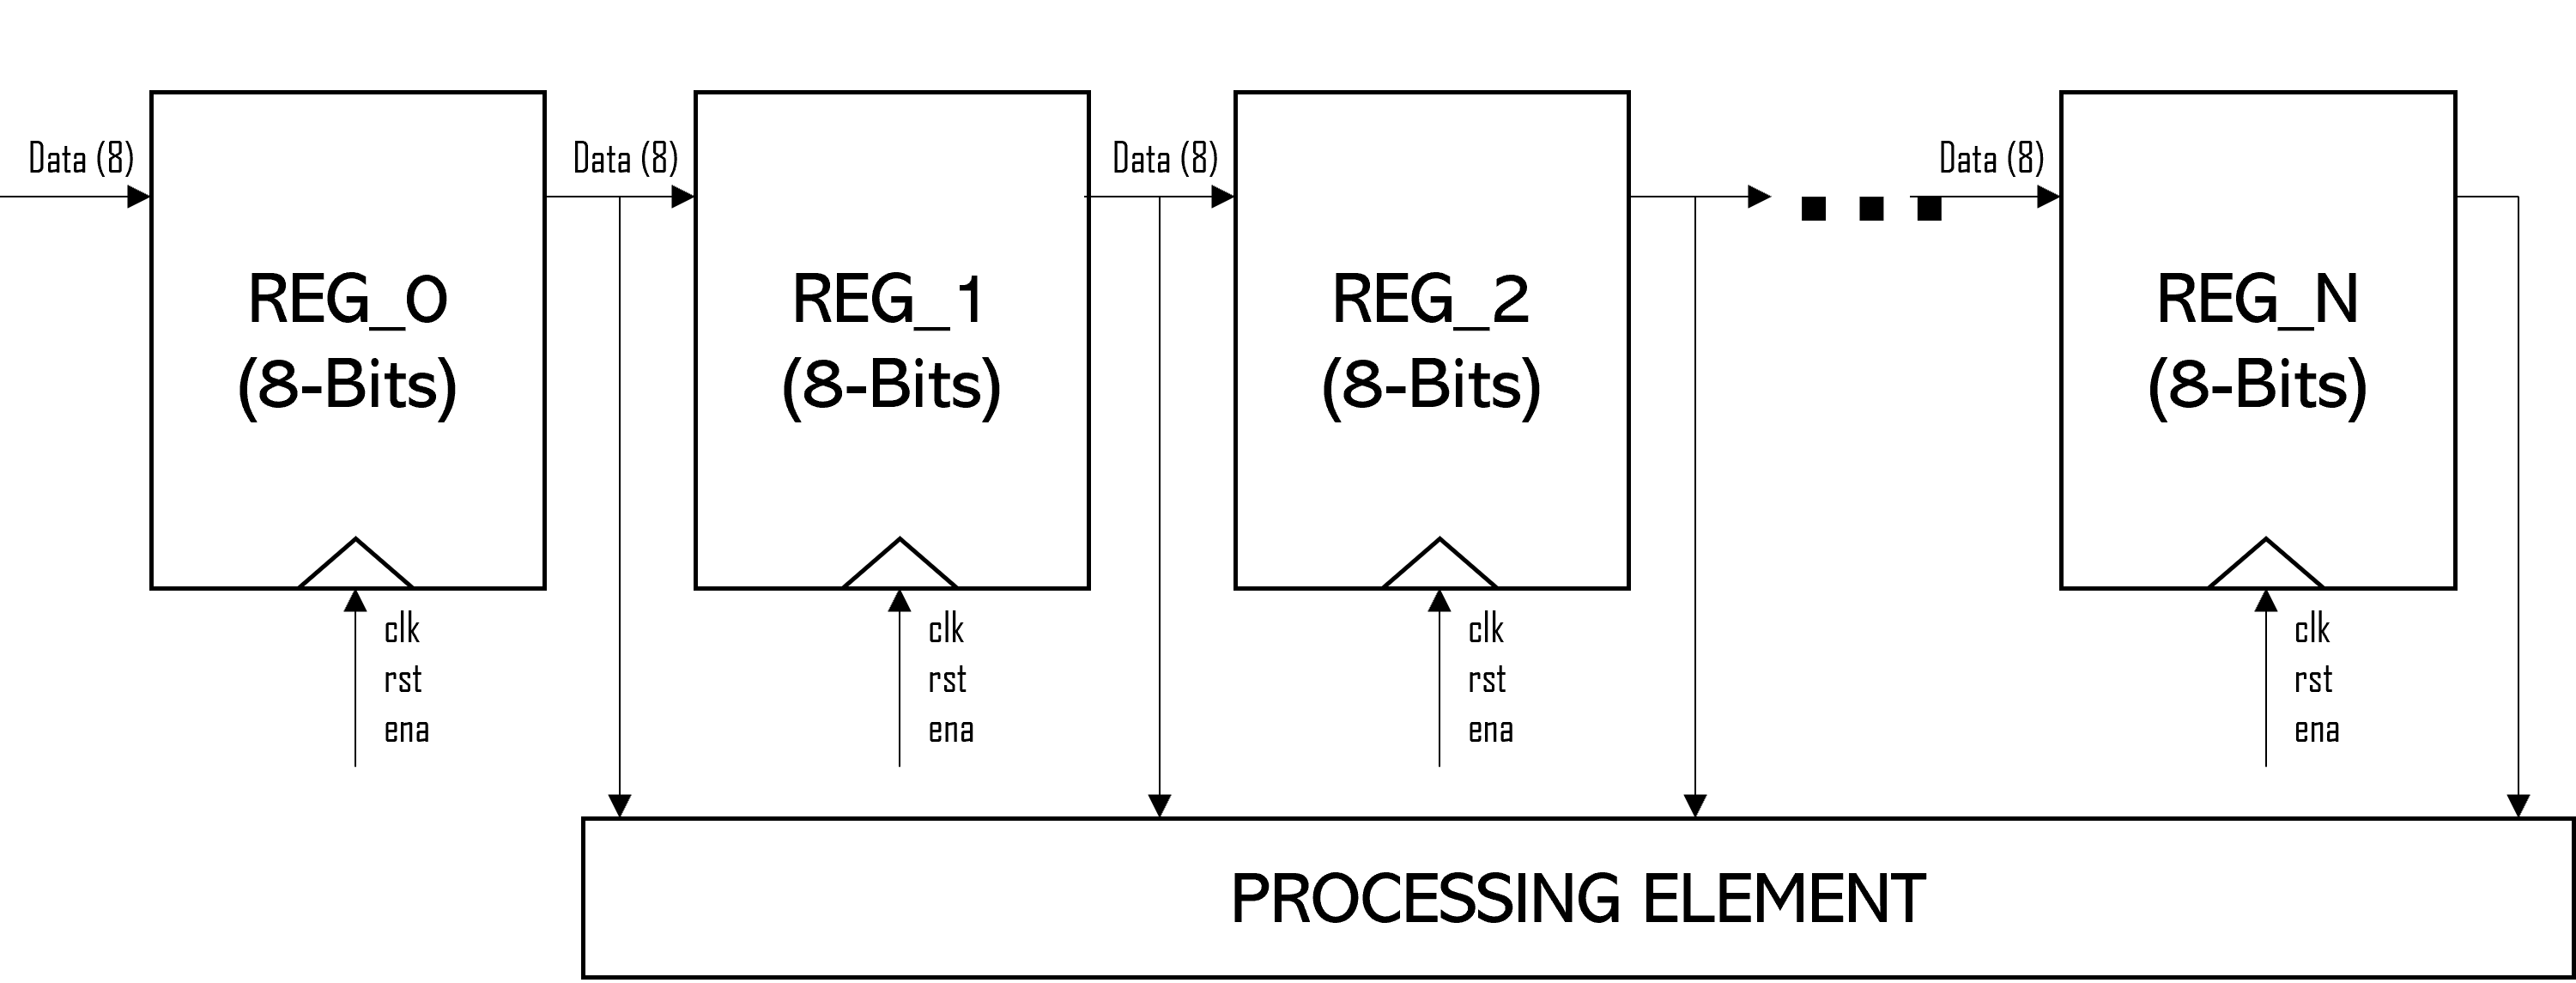 Data (8)
Data (8)
Data (8)
Data (8)
REG_0
(8-Bits)
REG_1
(8-Bits)
REG_2
(8-Bits)
REG_N
(8-Bits)
clk
rst
ena
clk
rst
ena
clk
rst
ena
clk
rst
ena
PROCESSING ELEMENT